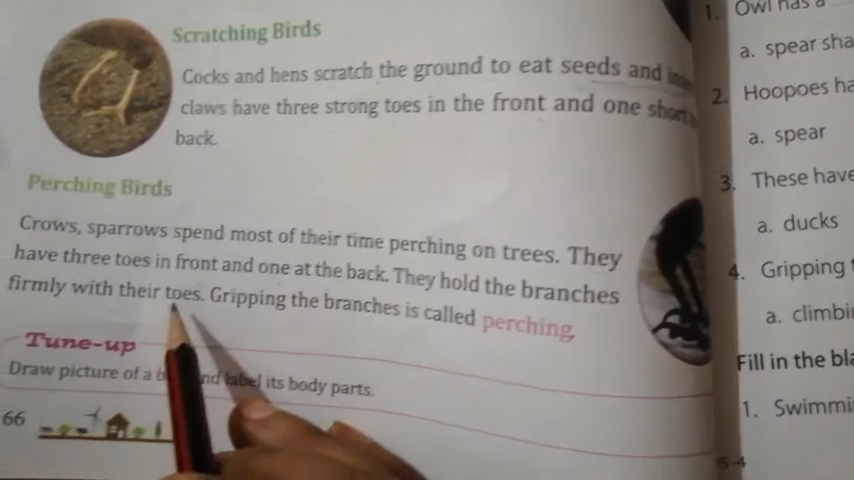 Scratching Birds
Cocks and hens scratch the ground to eat seeds and
claws have three strong toes in the front and one short
back.
Perching Birds
Crows, sparrows spend most of their time perching on trees. They
have three toes in front and one at the back. They hold the branches
firmly with their toes. Gripping the branches is called perching.
Tune-up
Draw picture of a and label its body parts.
66
1. Owl has a
a. spear sha
2. Hoopoes ha
a. spear
3. These have
a. ducks
4. Gripping
a. climbi
Fill in the bla
1. Swimmi